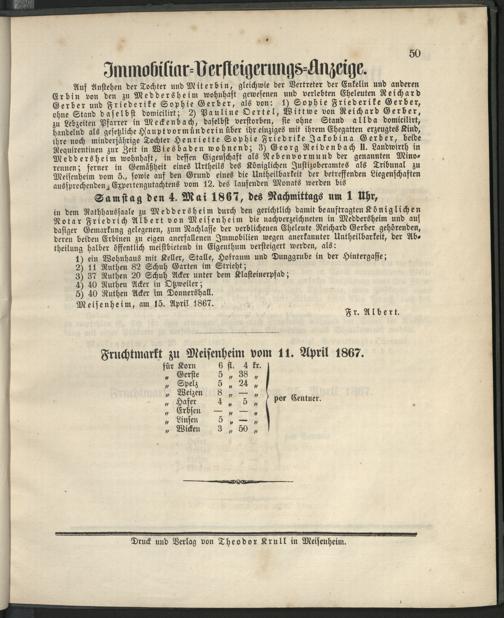 50
Immobiliar-Versteigerungs-Anzeige.
Auf Anstehen der Tochter und Miterbin, gleichwie der Vertreter der Enkelin und anderen
Erbin von den zu Meddersheim wohnhaft gewesenen und verlebten Eheleuten Reichard
Gerber und Friederike Sophie Gerber, als von: 1) Sophie Friederike Gerber,
ohne Stand daselbst domicilirt; 2) Pauline Oertel, Wittwe von Reichard Gerber,
zu Lebzeiten Pfarrer in Meckenbach, daselbst verstorben, sie ohne Stand allda domicilirt,
handelnd als gesetzliche Hauptvormünderin über ihr einziges mit ihrem Ehegatten erzeugtes Kind,
ihre noch minderjährige Tochter Henriette Sophie Friedrik Jakobina Gerber, beide
Requirentinen zur Zeit in Wiesbaden wohnend; 3) Georg Reidenbach II. Landwirth in
Meddersheim wohnhaft, in dessen Eigenschaft als Nebenvormund der genannten Mino-
rennen; ferner in Gemäßheit eines Urtheils des Königlichen Justizoberamts als Tribunal zu
Meisenheim vom 5., sowie auf den Grund eines die Untheilbarkeit der betreffenden Liegenschaften
aussprechenden Expertengutachtens vom 12. des laufenden Monats werden bis
Samstag den 4. Mai 1867, des Nachmittags um 1 Uhr,
in dem Rathhaussaale zu Meddersheim durch den gerichtlich damit beauftragten Königlichen
Notar Friedrich Albert von Meisenheim die nachverzeichneten in Meddersheim und auf
dasiger Gemarkung gelegenen, zum Nachlasse der verblichenen Eheleute Reichard Gerber gehörenden,
deren beiden Erbinen zu eigen anerfallenen Immobilien wegen anerkannter Untheilbarkeit, der Ab-
theilung halber öffentlich meistbietend in Eigenthum versteigert werden, als:
1) ein Wohnhaus mit Keller, Stalle, Hofraum und Dunggrube in der Hintergasse;
2) 11 Ruthen 82 Schuh Garten im Stricht;
3) 37 Ruthen 20 Schuh Acker unter dem Klafteinerpfad;
4) 40 Ruthen Acker in Otzweiler;
5) 40 Ruthen Acker im Donnershall.
Meisenheim, am 15. April 1867.
Fr. Albert.
Fruchtmarkt zu Meisenheim vom 11. April 1867.
für Korn 6 fl. 4 kr.
„ Gerste 5 „ 38 „
„ Spelz 5 „ 24 „
„ Weizen 8 „ — „
„ Hafer 4 „ 5 „
„ Erbsen — „ — „
„ Linsen 5 „ — „
„ Wicken 3 „ 50 „
per Centner.
Druck und Verlag von Theodor Krull in Meisenheim.